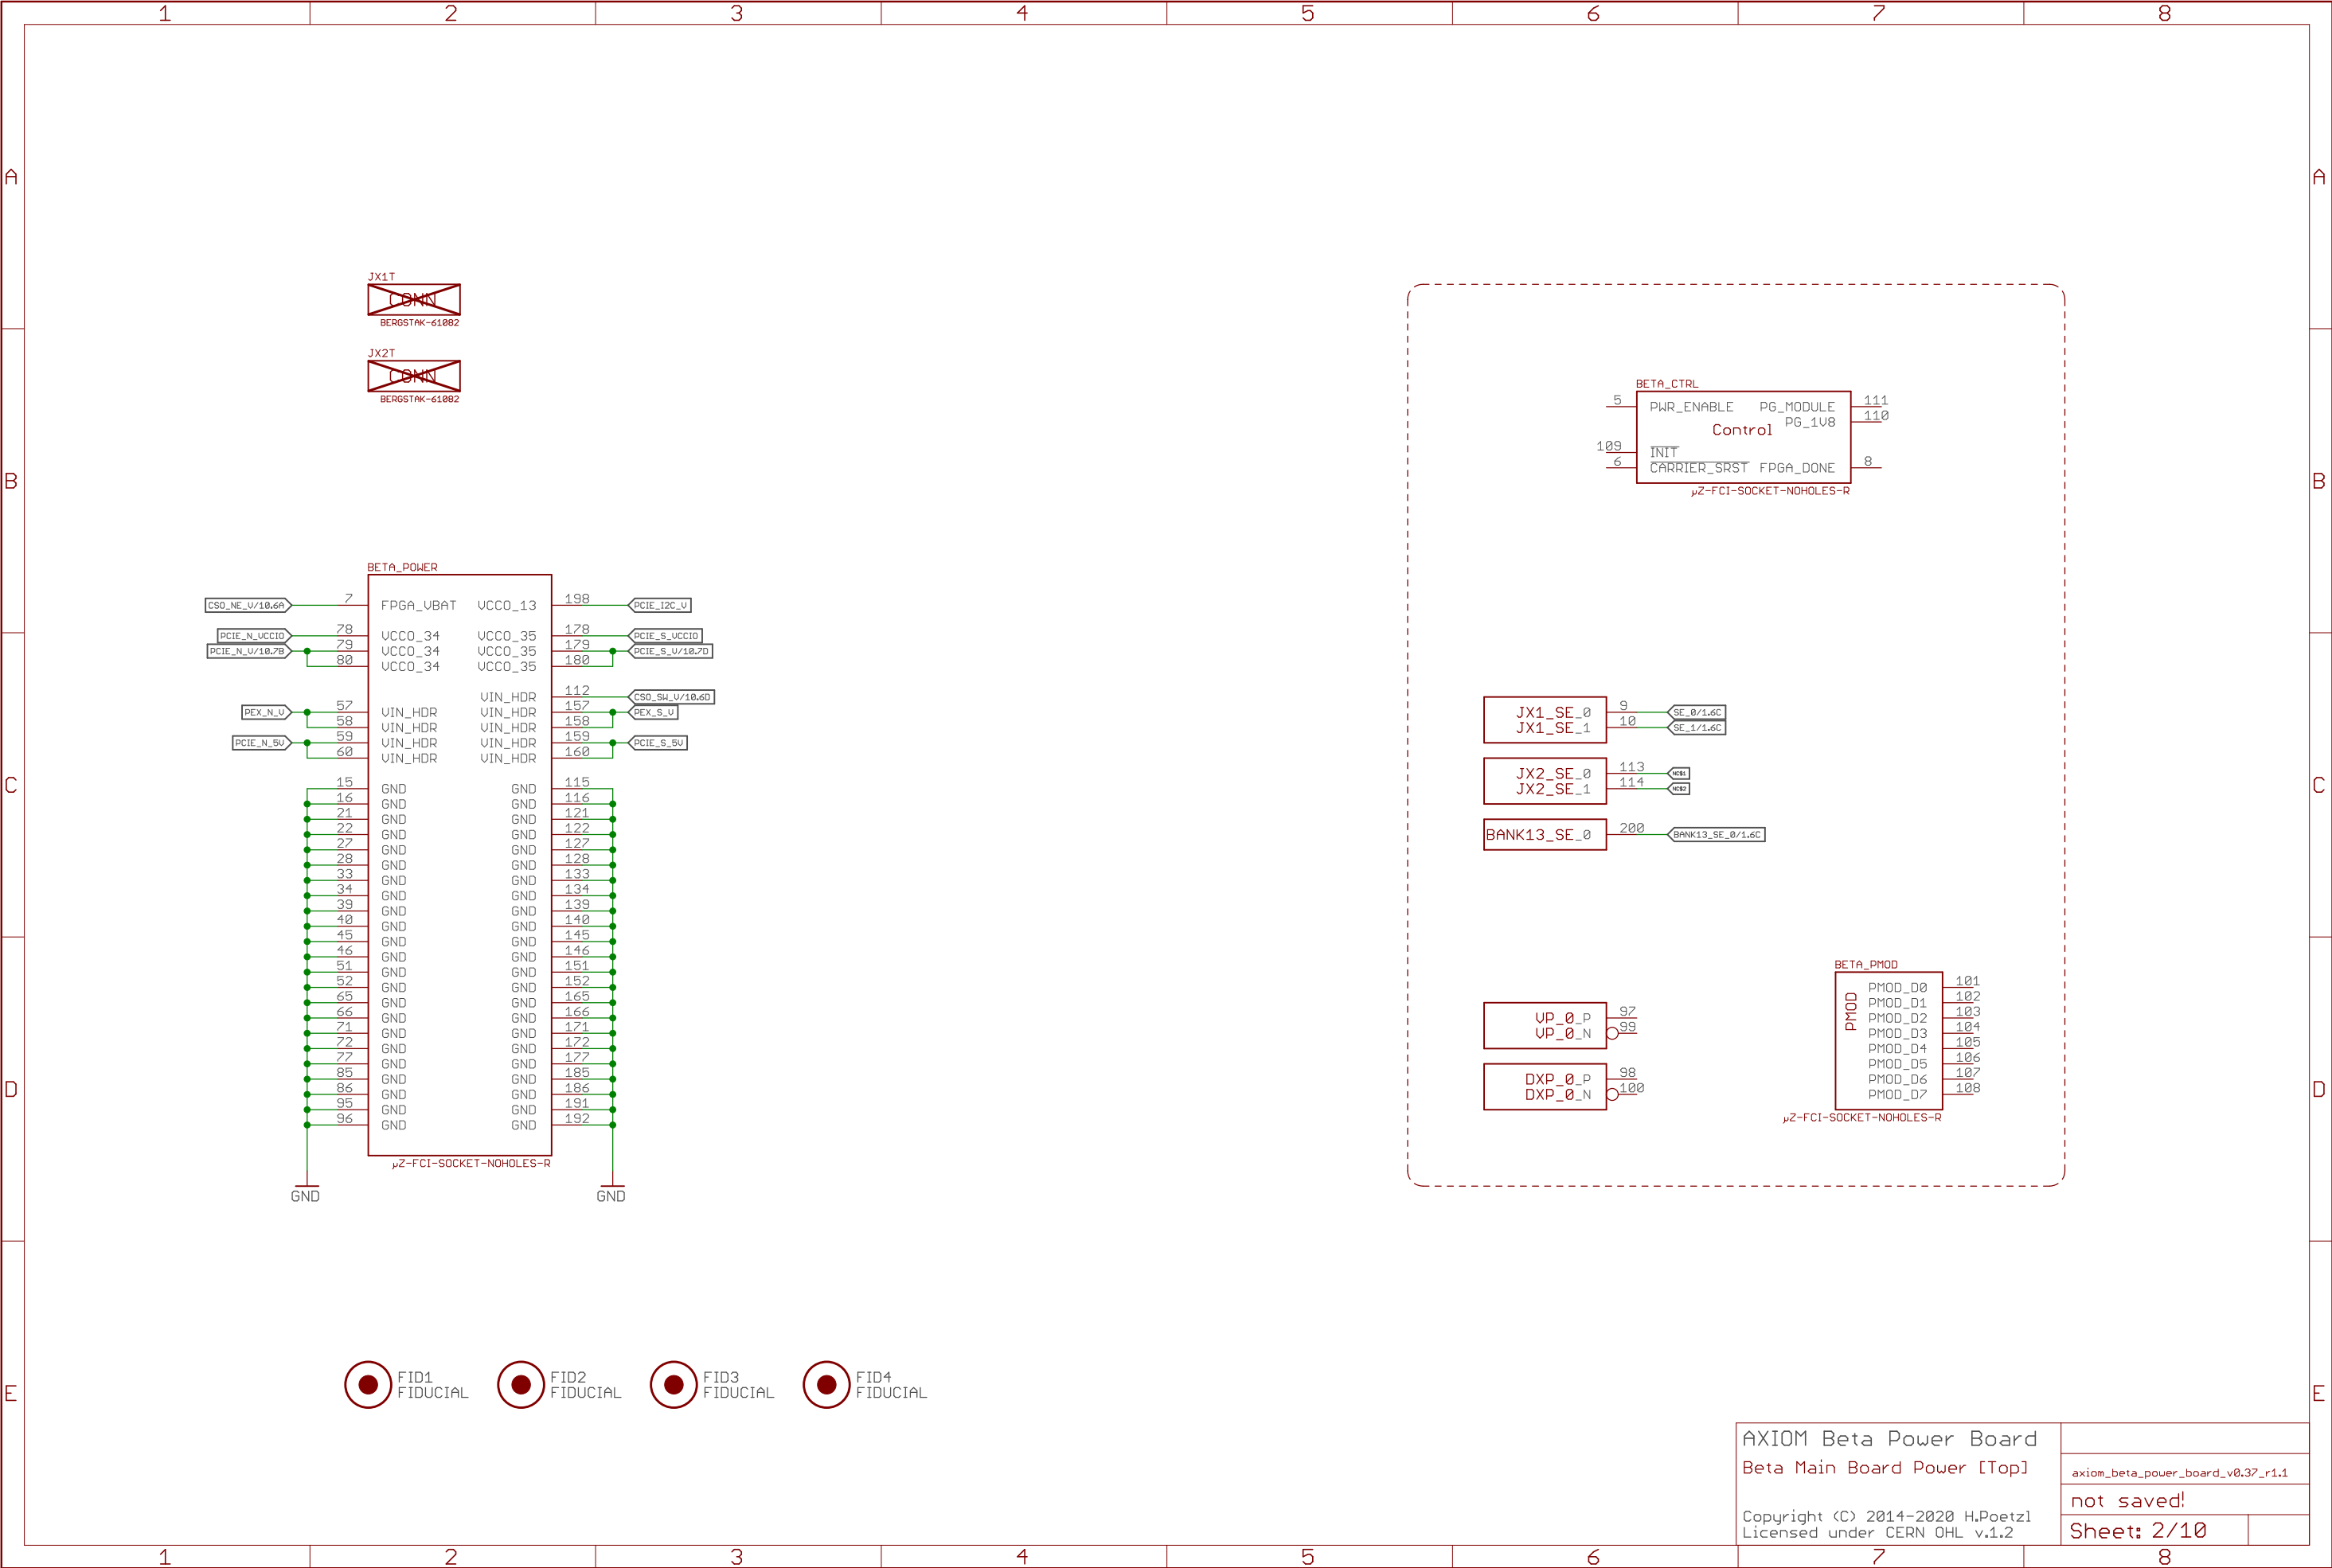 1 2 3 4 5 6 7 8
A A
JX1T
CONN
BERGSTAK-61082
JX2T
CONN
BERGSTAK-61082
BETA_CTRL
5 PWR_ENABLE PG_MODULE 111
PG_1V8 110
Control
109 INIT
6 CARRIER_SRST FPGA_DONE 8
µZ-FCI-SOCKET-NOHOLES-R
B B
BETA_POWER
CSO_NE_V/10.6A 7 FPGA_VBAT VCCO_13 198 PCIE_I2C_V
PCIE_N_VCCIO 78 VCCO_34 VCCO_35 178 PCIE_S_VCCIO
PCIE_N_V/10.7B 79 VCCO_34 VCCO_35 179 PCIE_S_V/10.7D
80 VCCO_34 VCCO_35 180
VIN_HDR 112 CSO_SW_V/10.6D
PEX_N_V 57 VIN_HDR VIN_HDR 157 PEX_S_V
58 VIN_HDR VIN_HDR 158
PCIE_N_5V 59 VIN_HDR VIN_HDR 159 PCIE_S_5V
60 VIN_HDR VIN_HDR 160
15 GND GND 115
16 GND GND 116
21 GND GND 121
22 GND GND 122
27 GND GND 127
28 GND GND 128
33 GND GND 133
34 GND GND 134
39 GND GND 139
40 GND GND 140
45 GND GND 145
46 GND GND 146
51 GND GND 151
52 GND GND 152
65 GND GND 165
66 GND GND 166
71 GND GND 171
72 GND GND 172
77 GND GND 177
85 GND GND 185
86 GND GND 186
95 GND GND 191
96 GND GND 192
µZ-FCI-SOCKET-NOHOLES-R
GND GND
JX1_SE_0 9 SE_0/1.6C
JX1_SE_1 10 SE_1/1.6C
JX2_SE_0 113 NC$1
JX2_SE_1 114 NC$2
BANK13_SE_0 200 BANK13_SE_0/1.6C
C C
VP_0_P 97
VP_0_N 99
DXP_0_P 98
DXP_0_N 100
BETA_PMOD
PMOD
PMOD_D0 101
PMOD_D1 102
PMOD_D2 103
PMOD_D3 104
PMOD_D4 105
PMOD_D5 106
PMOD_D6 107
PMOD_D7 108
µZ-FCI-SOCKET-NOHOLES-R
D D
FID1
FIDUCIAL
FID2
FIDUCIAL
FID3
FIDUCIAL
FID4
FIDUCIAL
E E
AXIOM Beta Power Board
Beta Main Board Power [Top]
Copyright (C) 2014-2020 H.Poetzl
Licensed under CERN OHL v.1.2
axiom_beta_power_board_v0.37_r1.1
not saved!
Sheet: 2/10
1 2 3 4 5 6 7 8